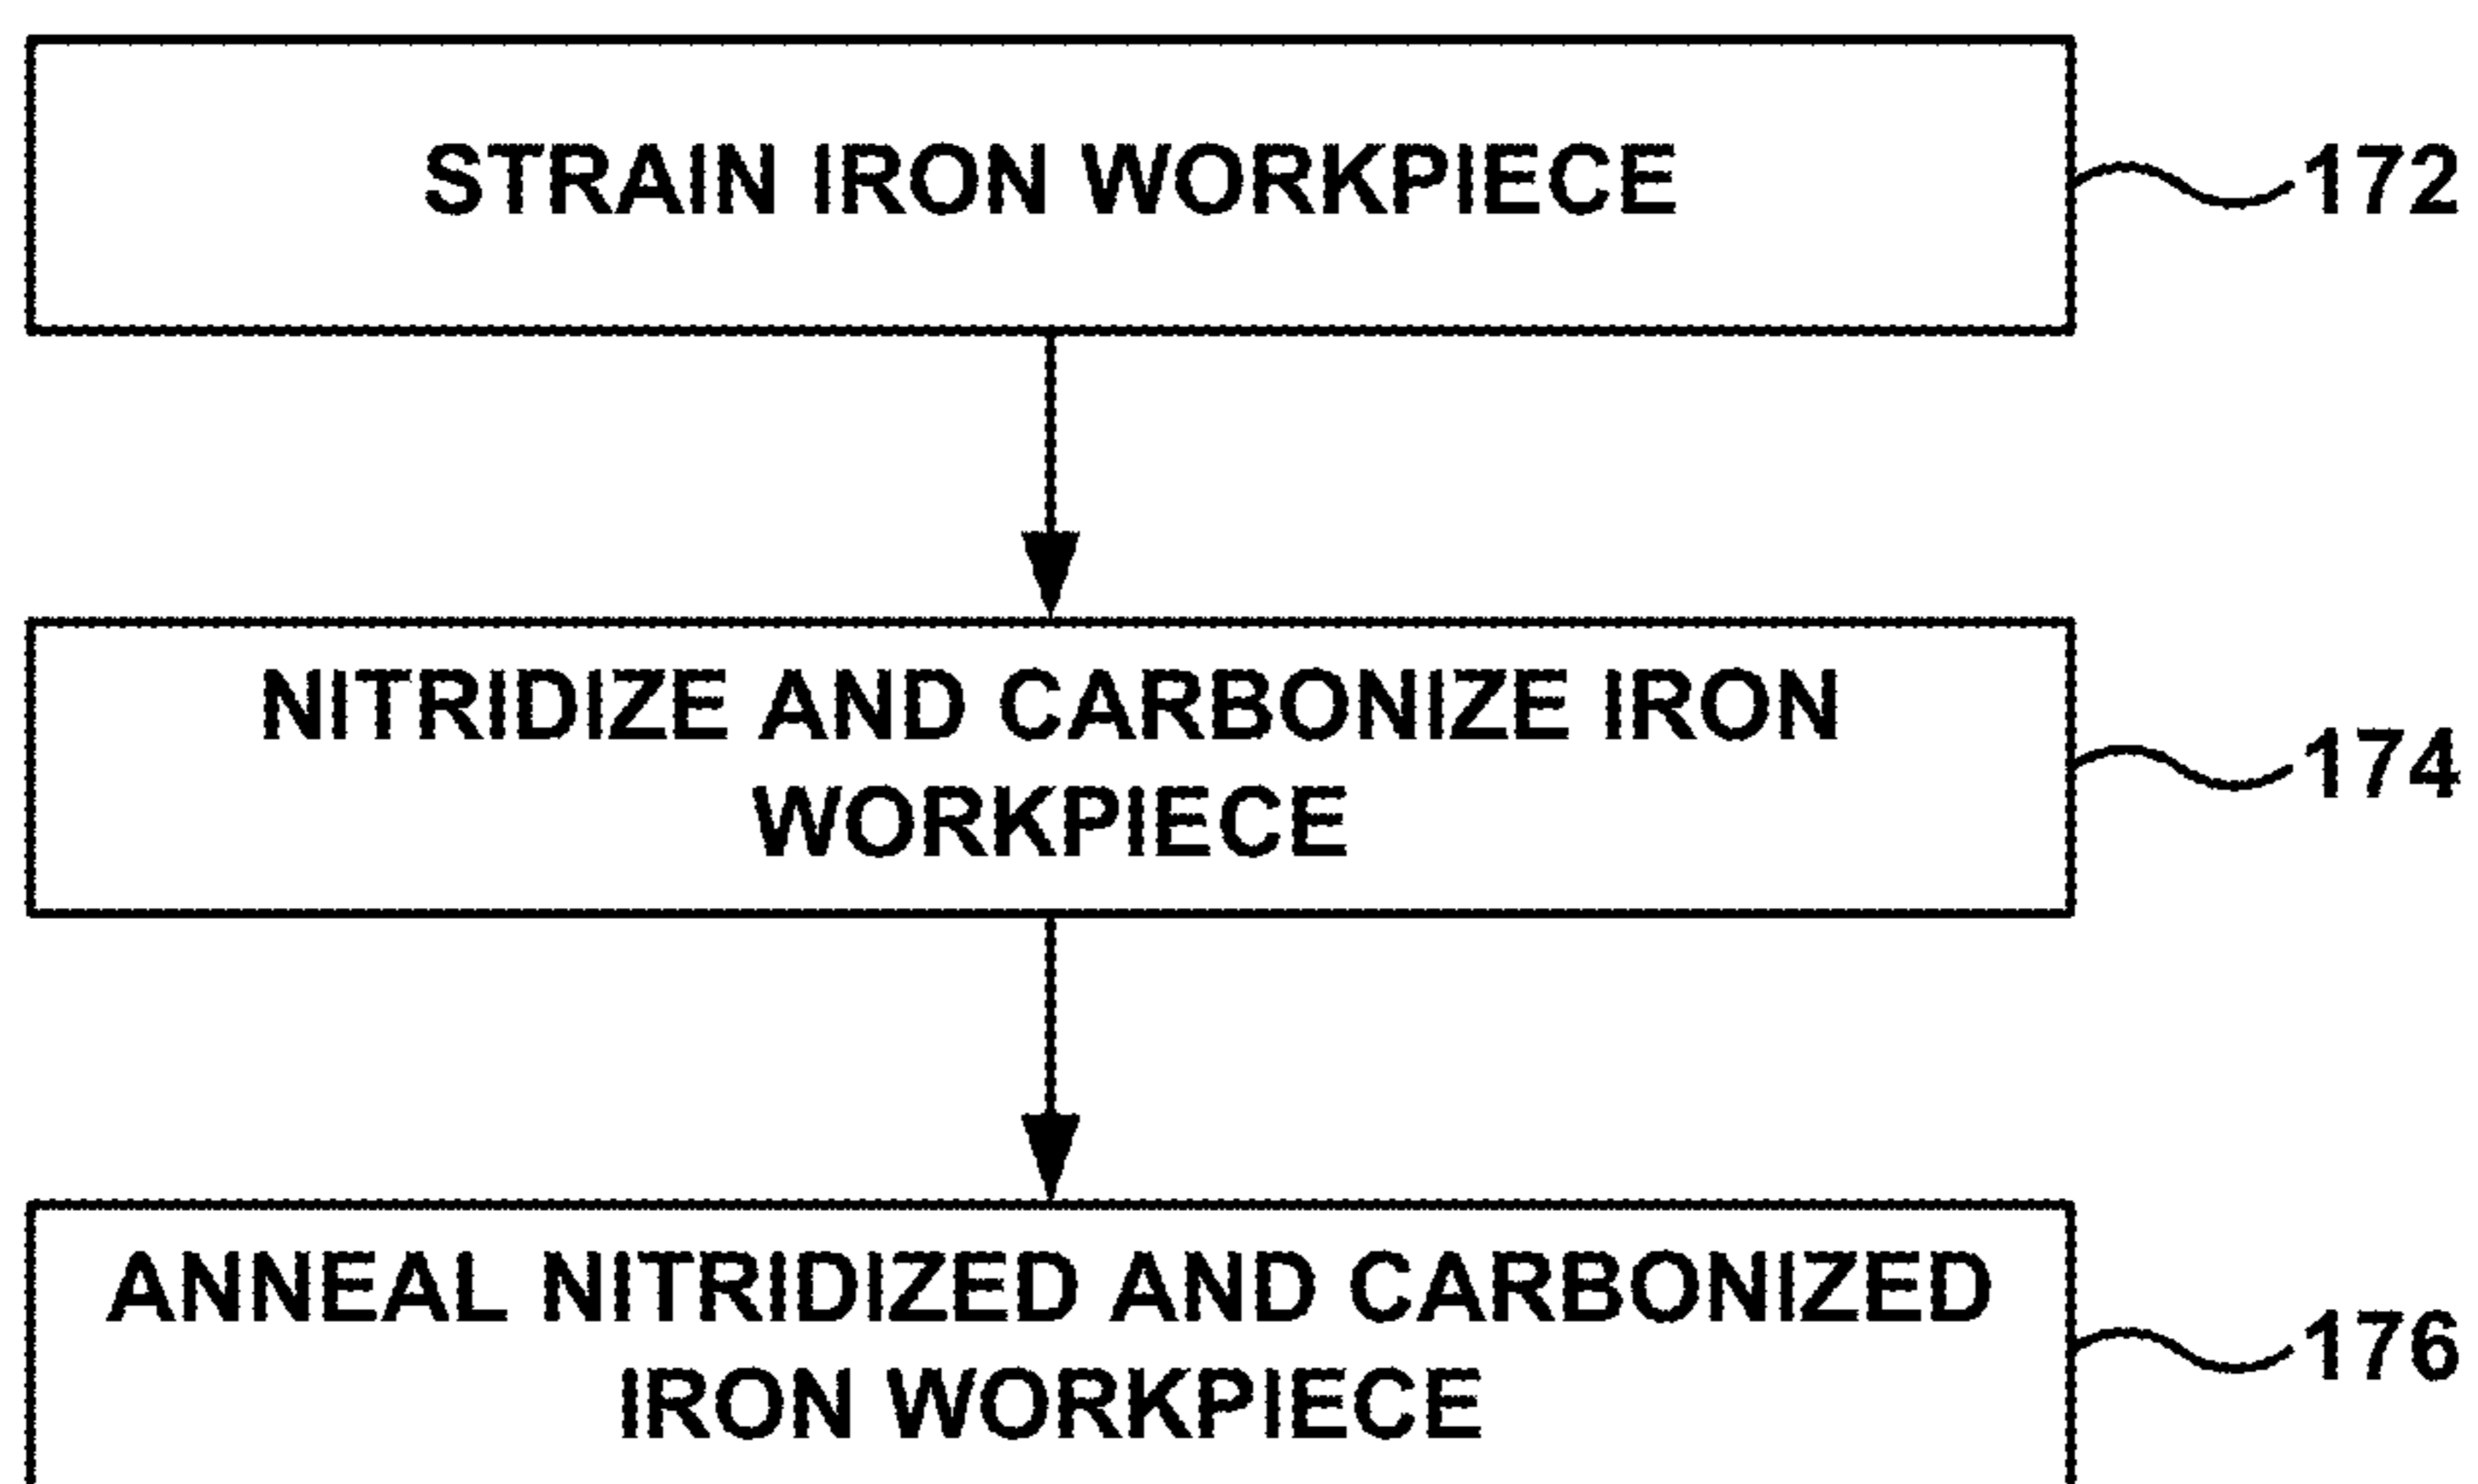 STRAIN IRON WORKPIECE
172
NITRIDIZE AND CARBONIZE IRON
WORKPIECE
174
ANNEAL NITRIDIZED AND CARBONIZED
IRON WORKPIECE
176